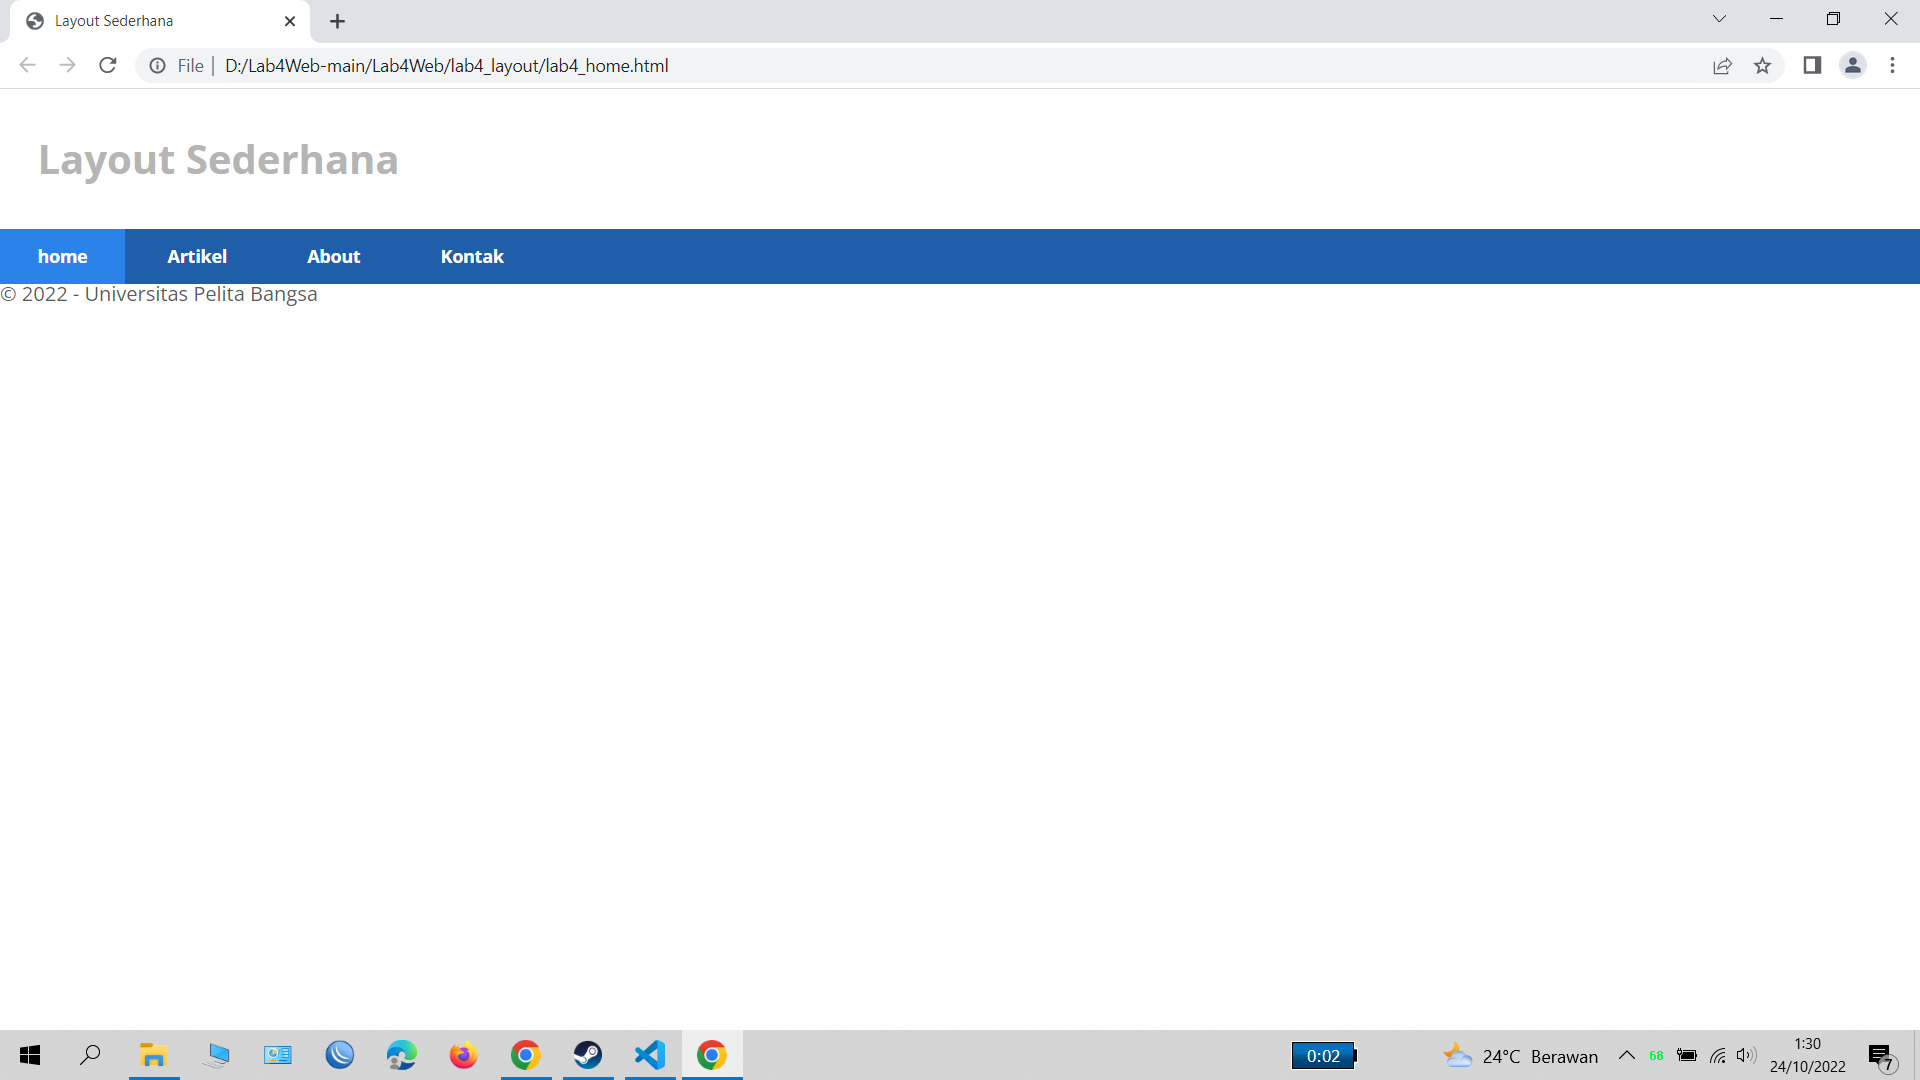 Layout Sederhana
File | D:/Lab4Web-main/Lab4Web/lab4_layout/lab4_home.html
Layout Sederhana
home Artikel About Kontak
© 2022 - Universitas Pelita Bangsa
0:02 24°C Berawan 68 1:30
24/10/2022 7